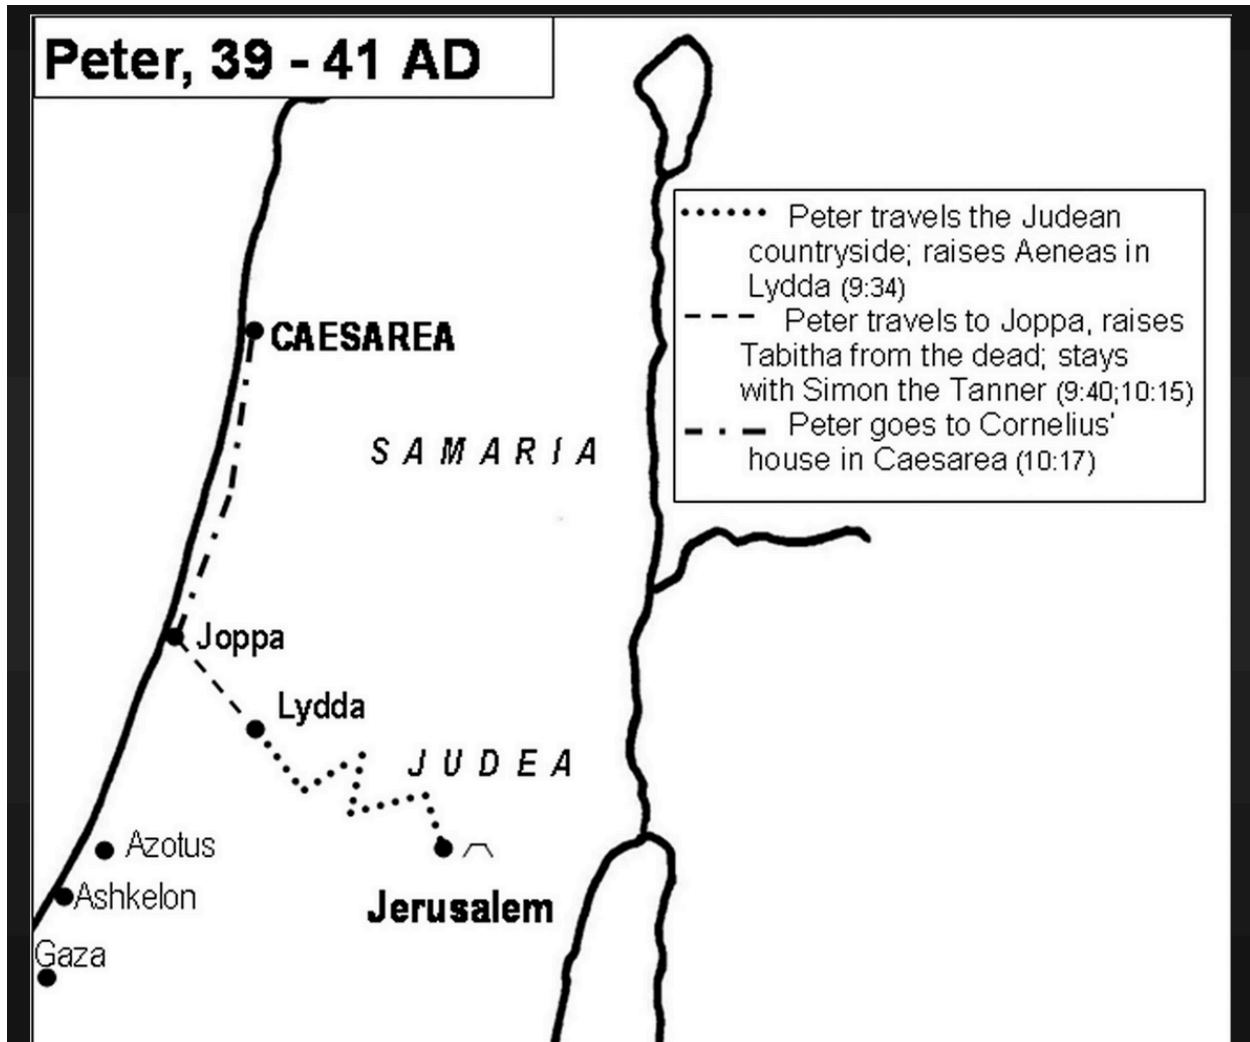 Peter, 39 - 41 AD
Peter travels the Judean
countryside; raises Aeneas in
Lydda (9:34)
Peter travels to Joppa, raises
Tabitha from the dead; stays
with Simon the Tanner (9:40;10:15)
Peter goes to Cornelius'
house in Caesarea (10:17)
CAESAREA
SAMARIA
Joppa
Lydda
JUDEA
Azotus
Ashkelon
Jerusalem
Gaza